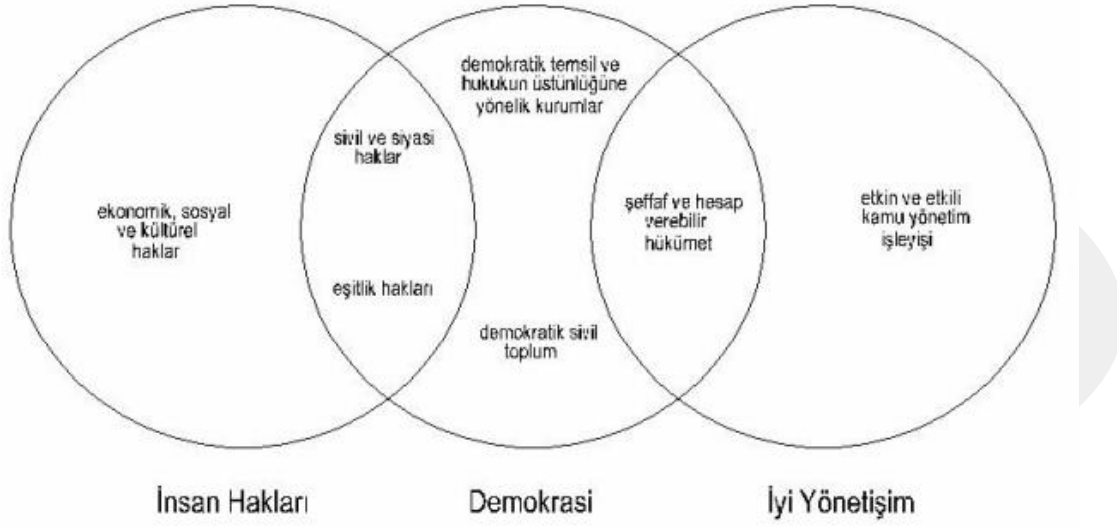 demokratik temsil ve
hukukun üstünlüğüne
yönelik kurumlar
sivil ve siyasi
haklar
ekonomik, sosyal
ve kültürel
haklar
eşitlik hakları
demokratik sivil
toplum
şeffaf ve hesap
verebilir
hükümet
etkin ve etkili
kamu yönetim
işleyişi
İnsan Hakları
Demokrasi
İyi Yönetişim